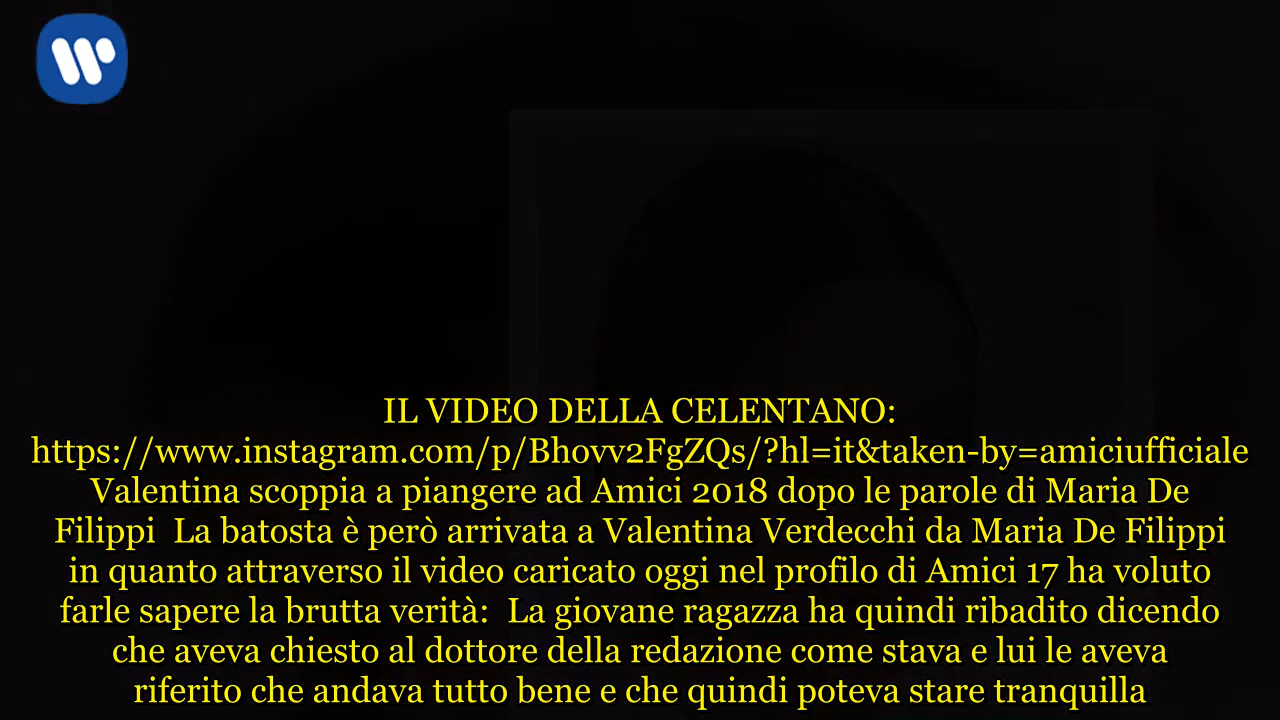 IL VIDEO DELLA CELENTANO:
https://www.instagram.com/p/Bhovv2FgZQs/?hl=it&taken-by=amiciufficiale
Valentina scoppia a piangere ad Amici 2018 dopo le parole di Maria De
Filippi  La batosta è però arrivata a Valentina Verdecchi da Maria De Filippi
in quanto attraverso il video caricato oggi nel profilo di Amici 17 ha voluto
farle sapere la brutta verità:  La giovane ragazza ha quindi ribadito dicendo
che aveva chiesto al dottore della redazione come stava e lui le aveva
riferito che andava tutto bene e che quindi poteva stare tranquilla